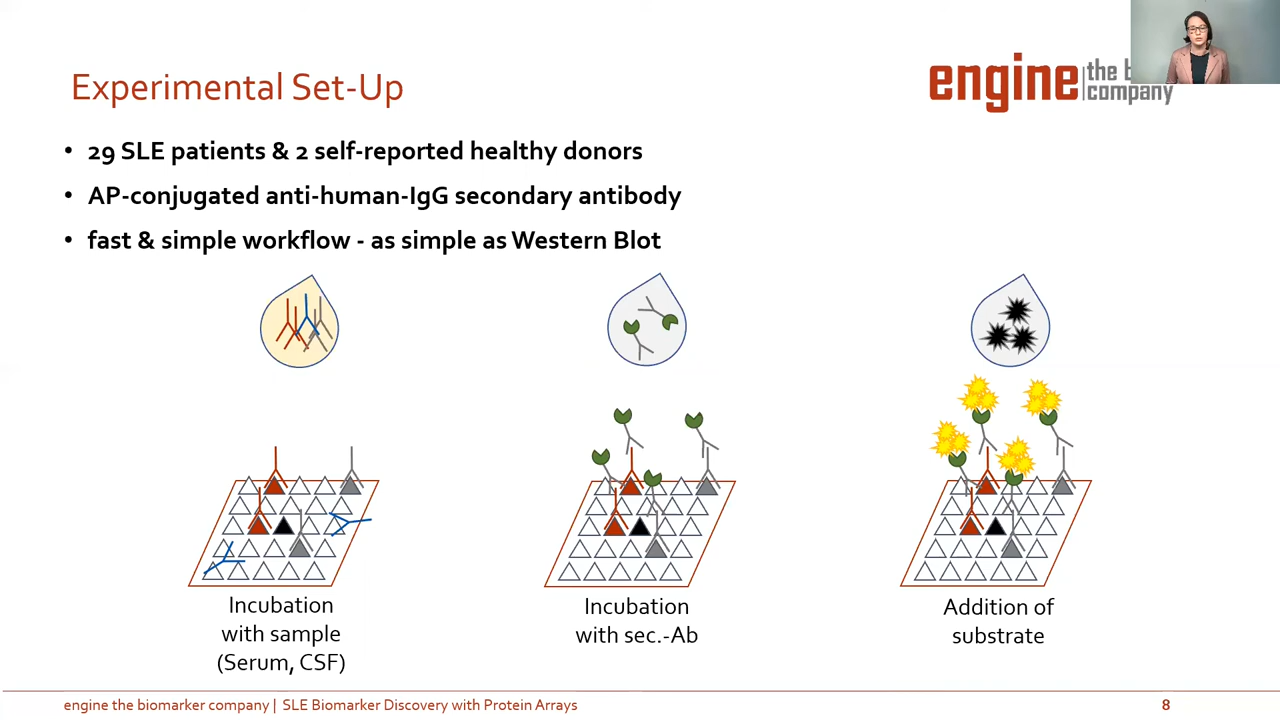 Experimental Set-Up
engine the b
company
• 29 SLE patients & 2 self-reported healthy donors
• AP-conjugated anti-human-IgG secondary antibody
• fast & simple workflow - as simple as Western Blot
Incubation
with sample
(Serum, CSF)
Incubation
with sec.-Ab
Addition of
substrate
engine the biomarker company | SLE Biomarker Discovery with Protein Arrays
8